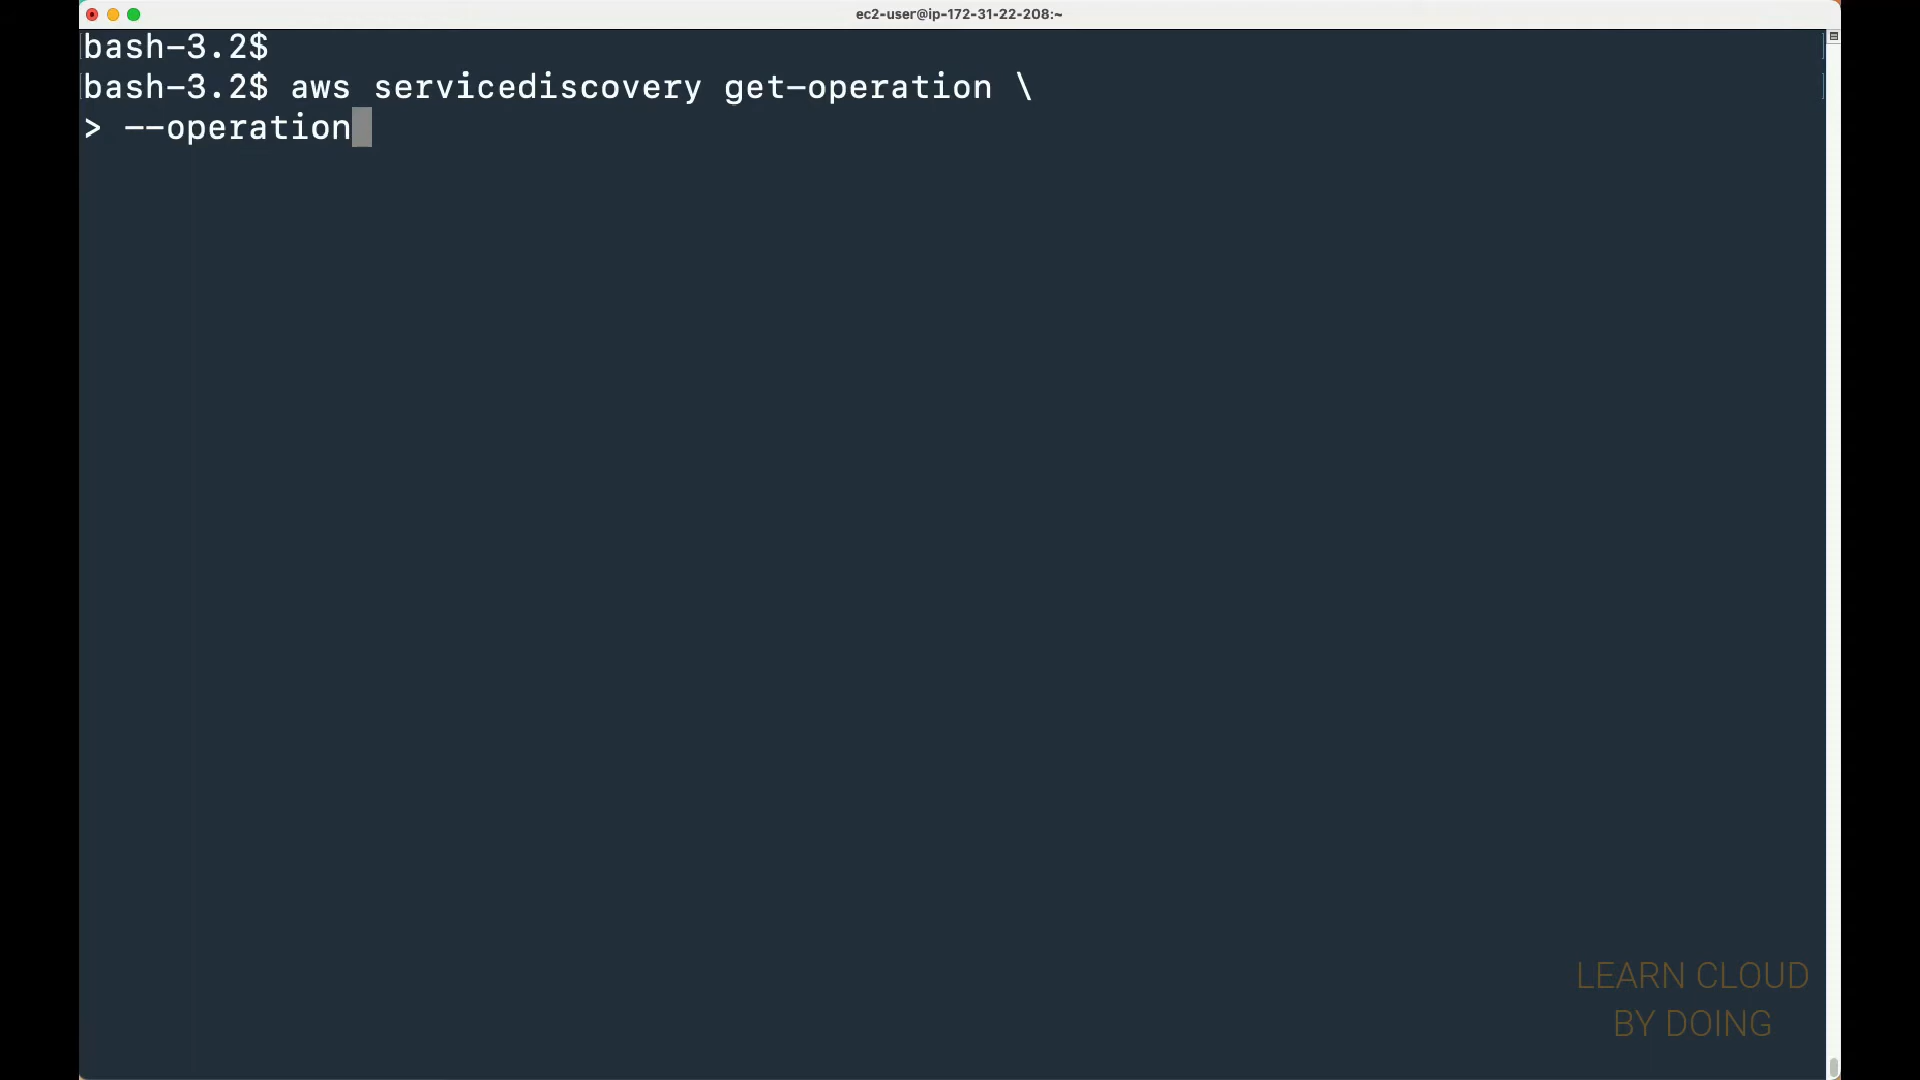 ec2-user@ip-172-31-22-208:~
bash-3.2$
bash-3.2$ aws servicediscovery get-operation \
> --operation
LEARN CLOUD
BY DOING